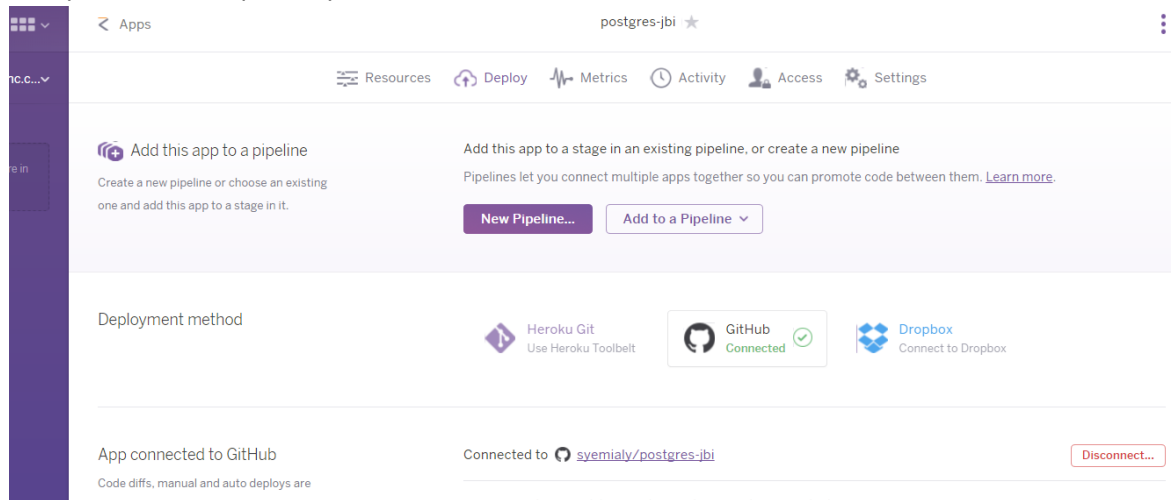 Apps
postgres-jbi
nc.c...
Resources
Deploy
Metrics
Activity
Access
Settings
re in
Add this app to a pipeline
Create a new pipeline or choose an existing
one and add this app to a stage in it.
Add this app to a stage in an existing pipeline, or create a new pipeline
Pipelines let you connect multiple apps together so you can promote code between them. Learn more.
New Pipeline...
Add to a Pipeline
Deployment method
Heroku Git
Use Heroku Toolbelt
GitHub
Connected
Dropbox
Connect to Dropbox
App connected to GitHub
Code diffs, manual and auto deploys are
Connected to syemialy/postgres-jbi
Disconnect...